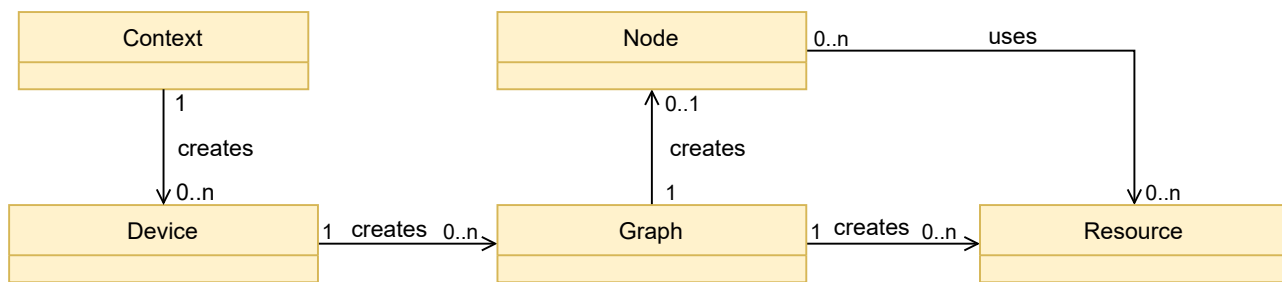 Context
Node
0..n
uses
1
0..1
creates
creates
0..n
1
0..n
Device
1
creates
0..n
Graph
1
creates
0..n
Resource